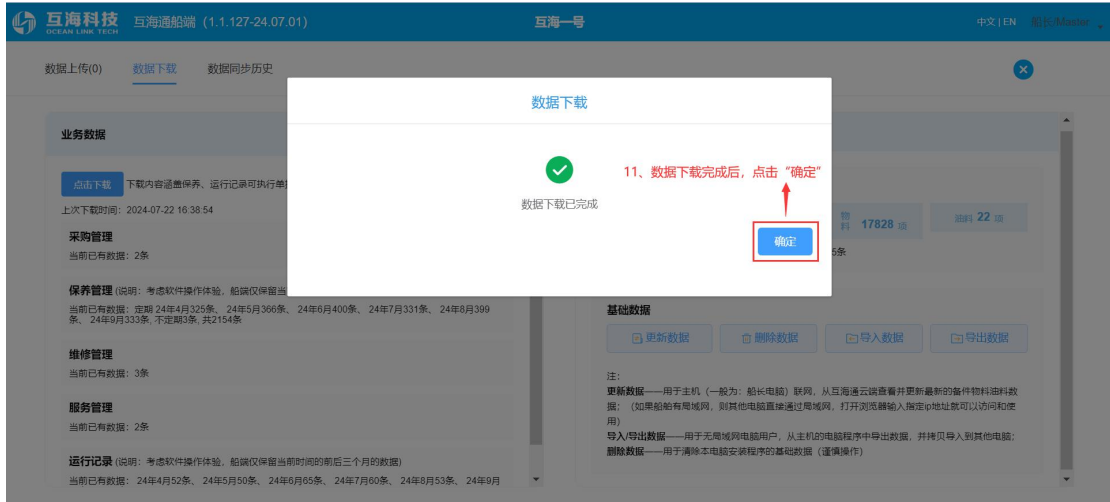 互海科技
OCEAN LINK TECH
互海通船端 (1.1.127-24.07.01)
互海一号
中文 | EN
船长/Master
数据上传(0)
数据下载
数据同步历史
数据下载
数据下载已完成
11、数据下载完成后，点击“确定”
确定
业务数据
点击下载
下载内容涵盖保养、运行记录可执行单
上次下载时间：2024-07-22 16:38:54
采购管理
当前已有数据：2条
保养管理 (说明：考虑软件操作体验，船端仅保留当
当前已有数据：定期 24年4月325条、 24年5月366条、 24年6月400条、 24年7月331条、 24年8月399
条、 24年9月333条, 不定期3条, 共2154条
维修管理
当前已有数据：3条
服务管理
当前已有数据：2条
运行记录 (说明：考虑软件操作体验，船端仅保留当前时间的前后三个月的数据)
当前已有数据：24年4月52条、 24年5月50条、 24年6月65条、 24年7月60条、 24年8月53条、 24年9月
物料 17828 项
油料 22 项
5条
基础数据
更新数据
删除数据
导入数据
导出数据
注：
更新数据——用于主机（一般为：船长电脑）联网，从互海通云端查看并更新最新的备件物料油料数
据；（如果船舶有局域网，则其他电脑直接通过局域网，打开浏览器输入指定ip地址就可以访问和使
用）
导入/导出数据——用于无局域网电脑用户，从主机的电脑程序中导出数据，并拷贝导入到其他电脑；
删除数据——用于清除本电脑安装程序的基础数据（谨慎操作）